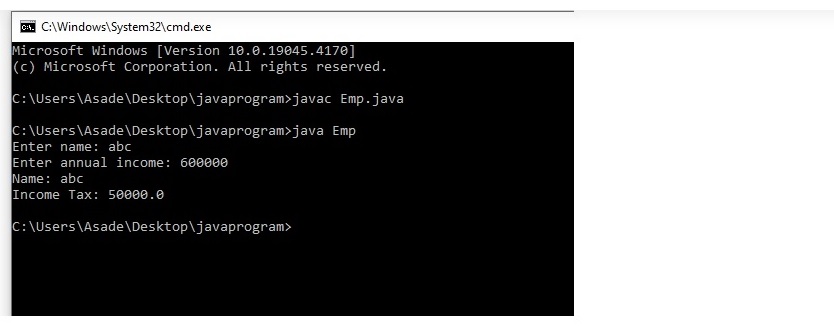 C:\Windows\System32\cmd.exe
Microsoft Windows [Version 10.0.19045.4170]
(c) Microsoft Corporation. All rights reserved.
C:\Users\Asade\Desktop\javaprogram>javac Emp.java
C:\Users\Asade\Desktop\javaprogram>java Emp
Enter name: abc
Enter annual income: 600000
Name: abc
Income Tax: 50000.0
C:\Users\Asade\Desktop\javaprogram>